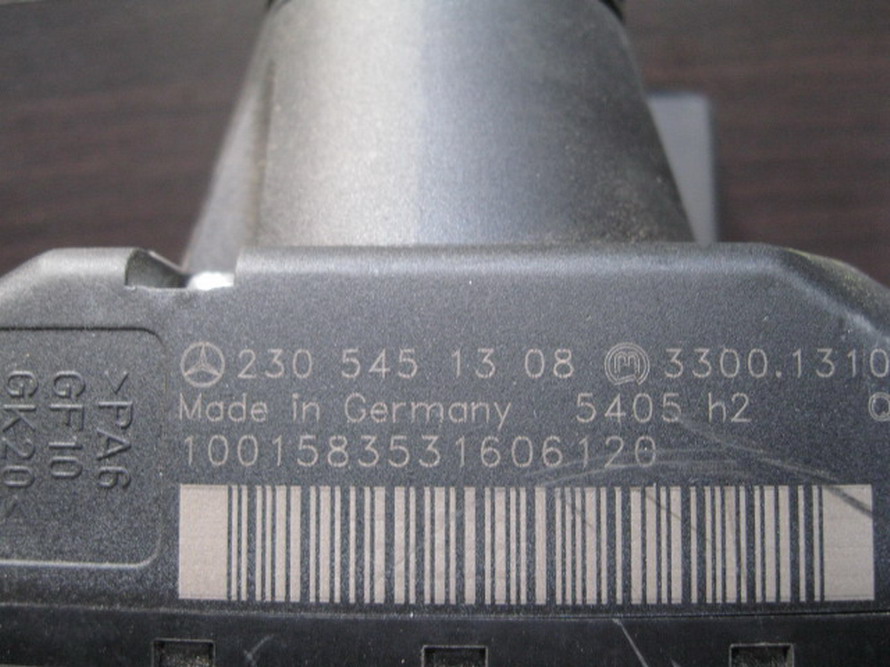 230 545 13 08 M 3300.1310
Made in Germany 5405 h2
1001583531606120
>PA6
GF10
GK20<